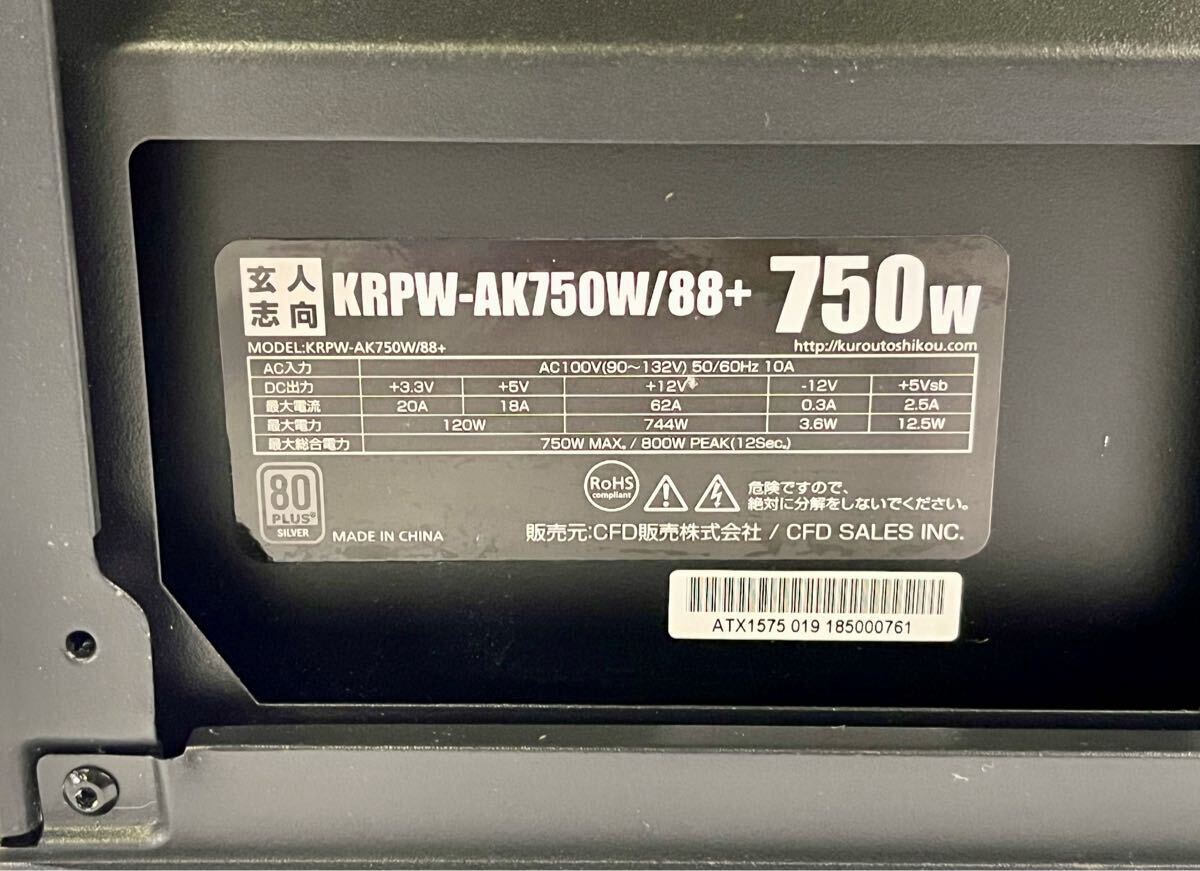 玄人
志向
KRPW-AK750W/88+ 750W
MODEL:KRPW-AK750W/88+
http://kuroutoshikou.com
AC入力 AC100V(90～132V) 50/60Hz 10A
DC出力 +3.3V +5V +12V -12V +5Vsb
最大電流 20A 18A 62A 0.3A 2.5A
最大電力 120W 744W 3.6W 12.5W
最大総合電力 750W MAX. / 800W PEAK(12Sec.)
80
PLUS®
SILVER
MADE IN CHINA
RoHS
compliant
危険ですので、
絶対に分解をしないでください。
販売元:CFD販売株式会社 / CFD SALES INC.
ATX1575 019 185000761